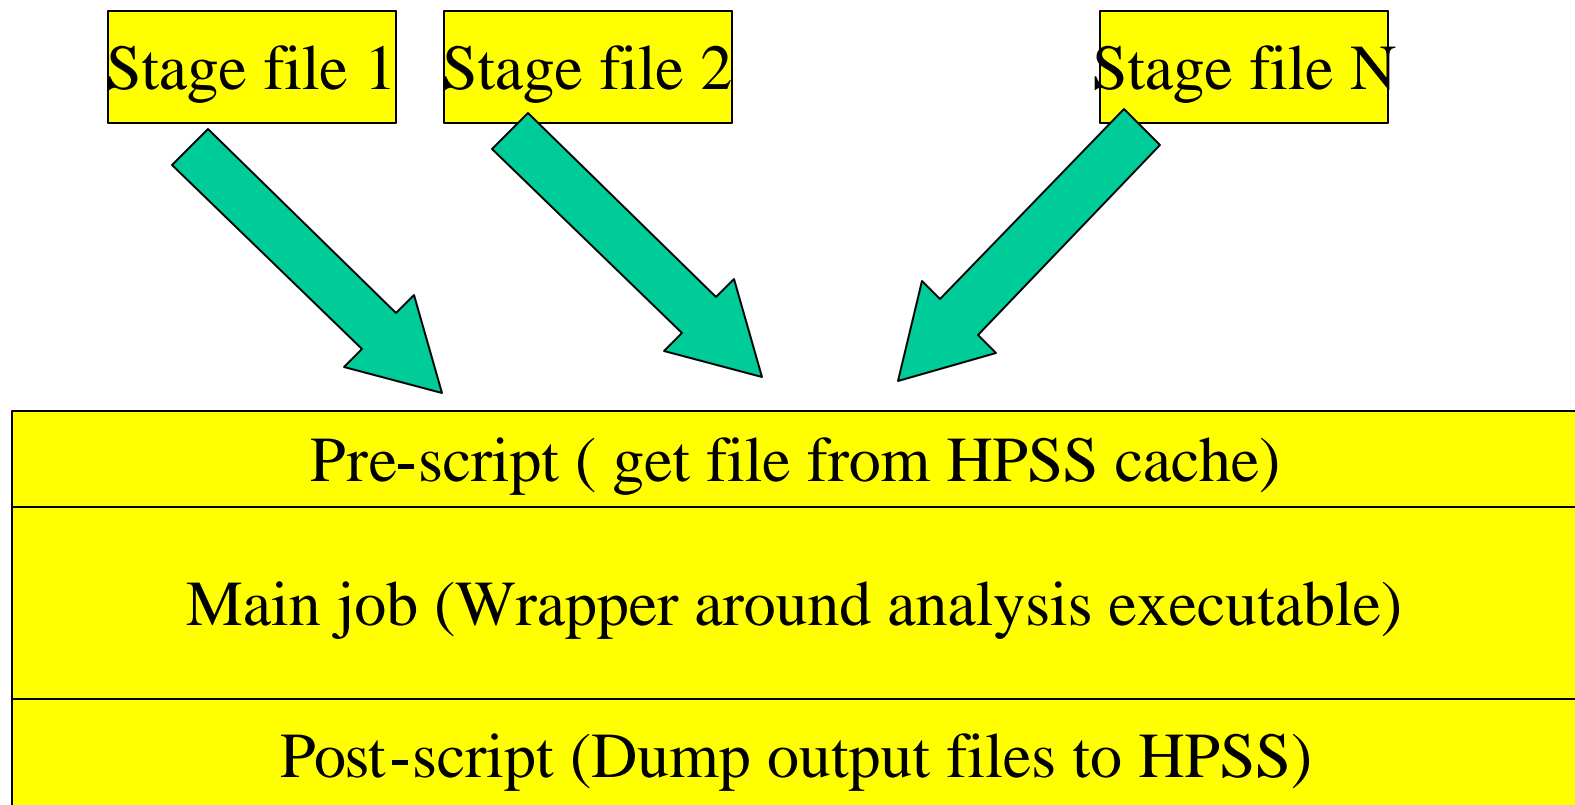 Stage file 1
Stage file 2
Stage file N
Pre-script ( get file from HPSS cache)
Main job (Wrapper around analysis executable)
Post-script (Dump output files to HPSS)